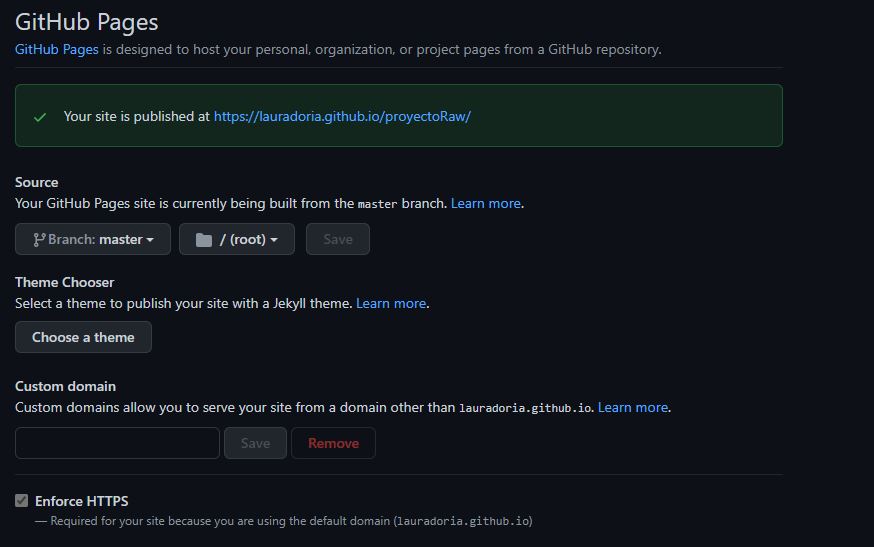 GitHub Pages
GitHub Pages is designed to host your personal, organization, or project pages from a GitHub repository.
Your site is published at https://lauradoria.github.io/proyectoRaw/
Source
Your GitHub Pages site is currently being built from the master branch. Learn more.
Branch: master / (root) Save
Theme Chooser
Select a theme to publish your site with a Jekyll theme. Learn more.
Choose a theme
Custom domain
Custom domains allow you to serve your site from a domain other than lauradoria.github.io. Learn more.
Save Remove
Enforce HTTPS
— Required for your site because you are using the default domain (lauradoria.github.io)